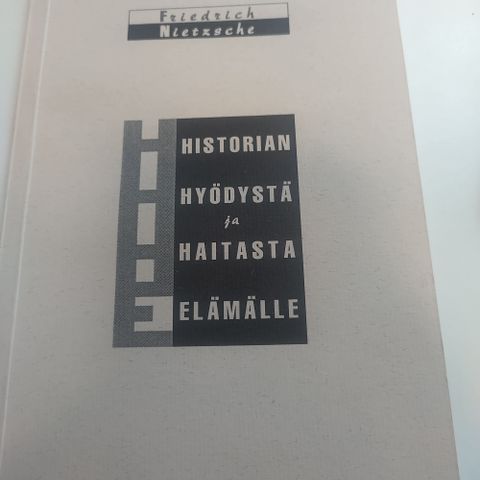 Friedrich
Nietzsche
HISTORIAN
HYÖDYSTÄ
ja
HAITASTA
ELÄMÄLLE